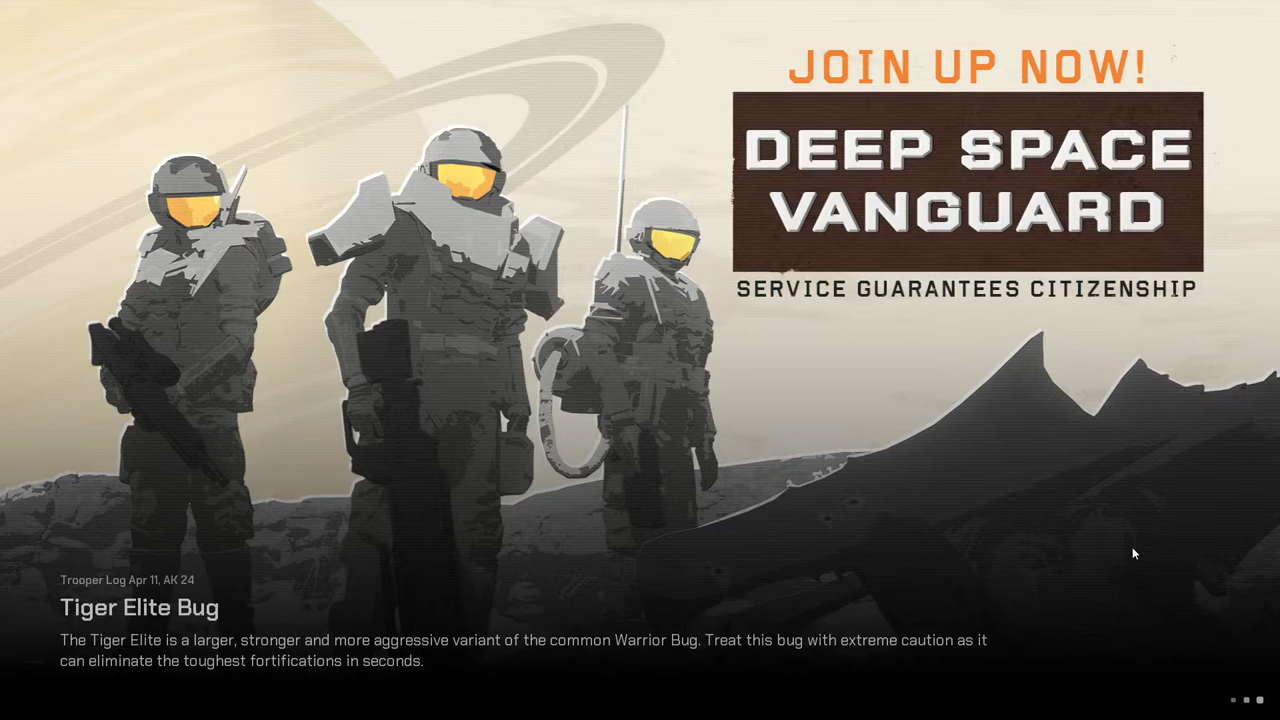 JOIN UP NOW!
DEEP SPACE
VANGUARD
SERVICE GUARANTEES CITIZENSHIP
Trooper Log Apr 11, AK 24
Tiger Elite Bug
The Tiger Elite is a larger, stronger and more aggressive variant of the common Warrior Bug. Treat this bug with extreme caution as it
can eliminate the toughest fortifications in seconds.